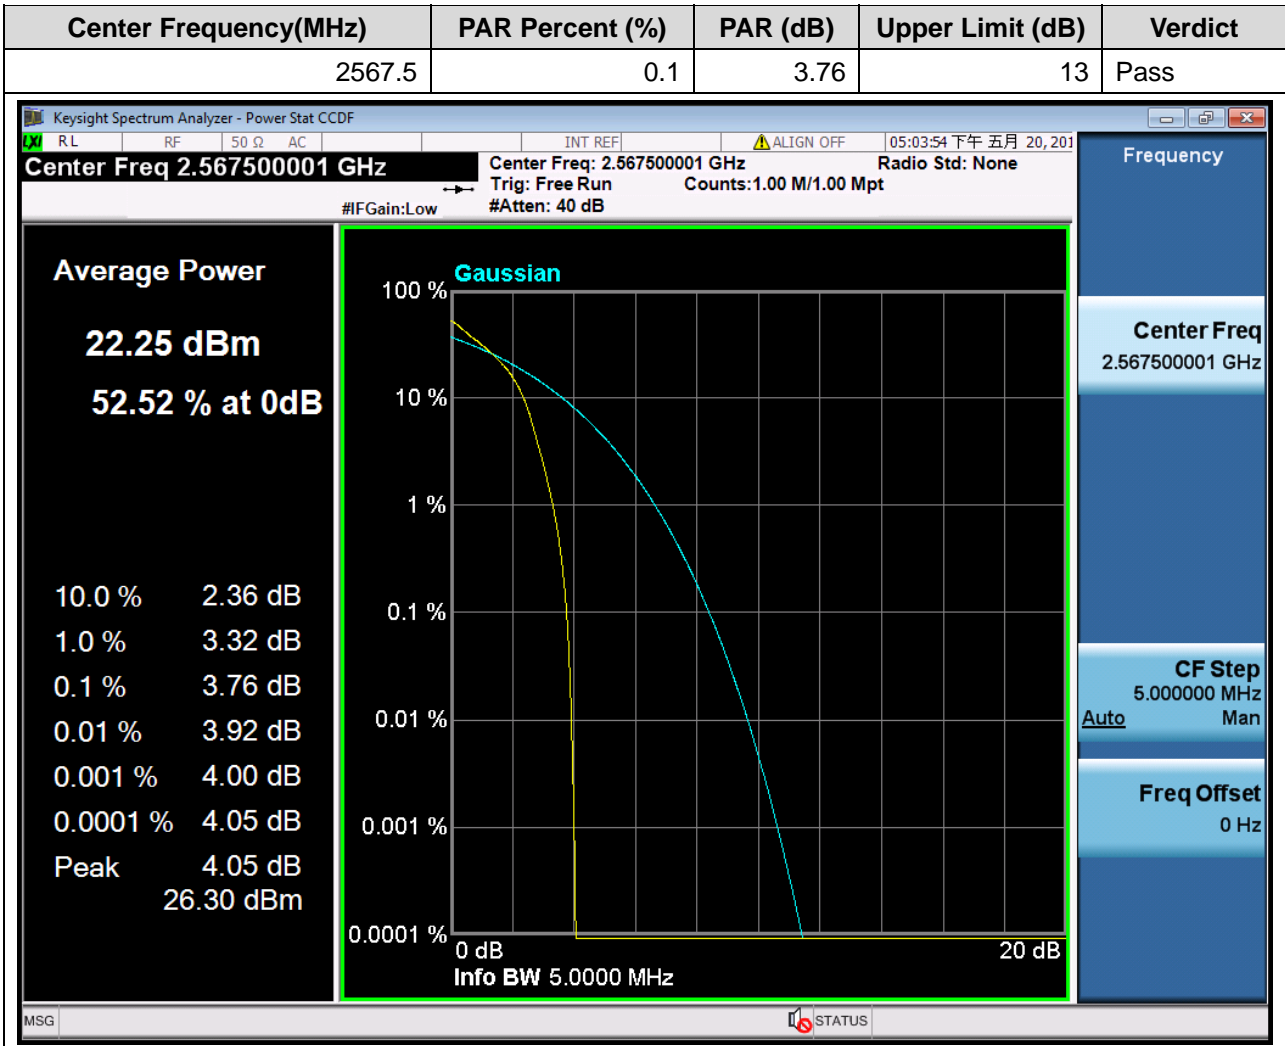 Center Frequency(MHz) PAR Percent (%) PAR (dB) Upper Limit (dB) Verdict
2567.5 0.1 3.76 13 Pass
Keysight Spectrum Analyzer - Power Stat CCDF
LXI RL RF 50 Ω AC INT REF ALIGN OFF 05:03:54 下午 五月 20, 201
Center Freq 2.567500001 GHz
Center Freq: 2.567500001 GHz Radio Std: None
Trig: Free Run Counts:1.00 M/1.00 Mpt
#IFGain:Low #Atten: 40 dB
Average Power
22.25 dBm
52.52 % at 0dB
10.0 % 2.36 dB
1.0 % 3.32 dB
0.1 % 3.76 dB
0.01 % 3.92 dB
0.001 % 4.00 dB
0.0001 % 4.05 dB
Peak 4.05 dB
26.30 dBm
Gaussian
100 %
10 %
1 %
0.1 %
0.01 %
0.001 %
0.0001 %
0 dB 20 dB
Info BW 5.0000 MHz
Frequency
Center Freq
2.567500001 GHz
CF Step
5.000000 MHz
Auto Man
Freq Offset
0 Hz
MSG STATUS